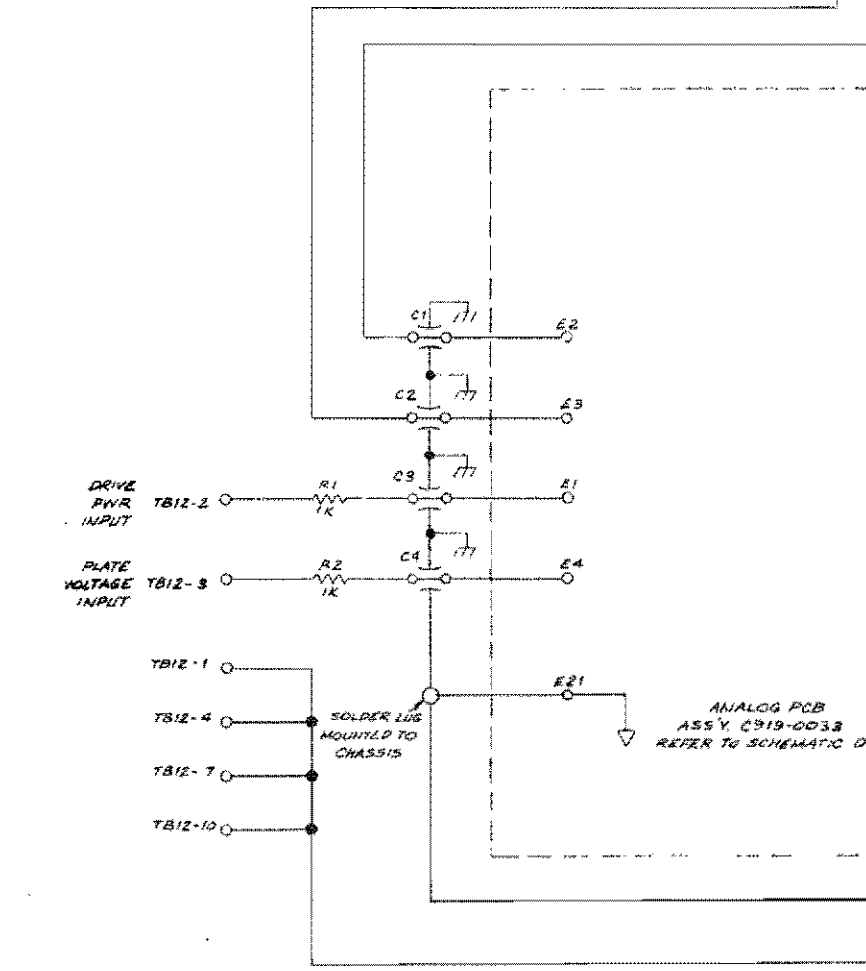 C1
E2
C2
E3
DRIVE
PWR
INPUT
TB12-2
R1
1K
C3
E1
PLATE
VOLTAGE
INPUT
TB12-3
R2
1K
C4
E4
TB12-1
TB12-4
TB12-7
TB12-10
SOLDER LUG
MOUNTED TO
CHASSIS
E21
ANALOG PCB
ASS'Y. C919-0033
REFER TO SCHEMATIC D